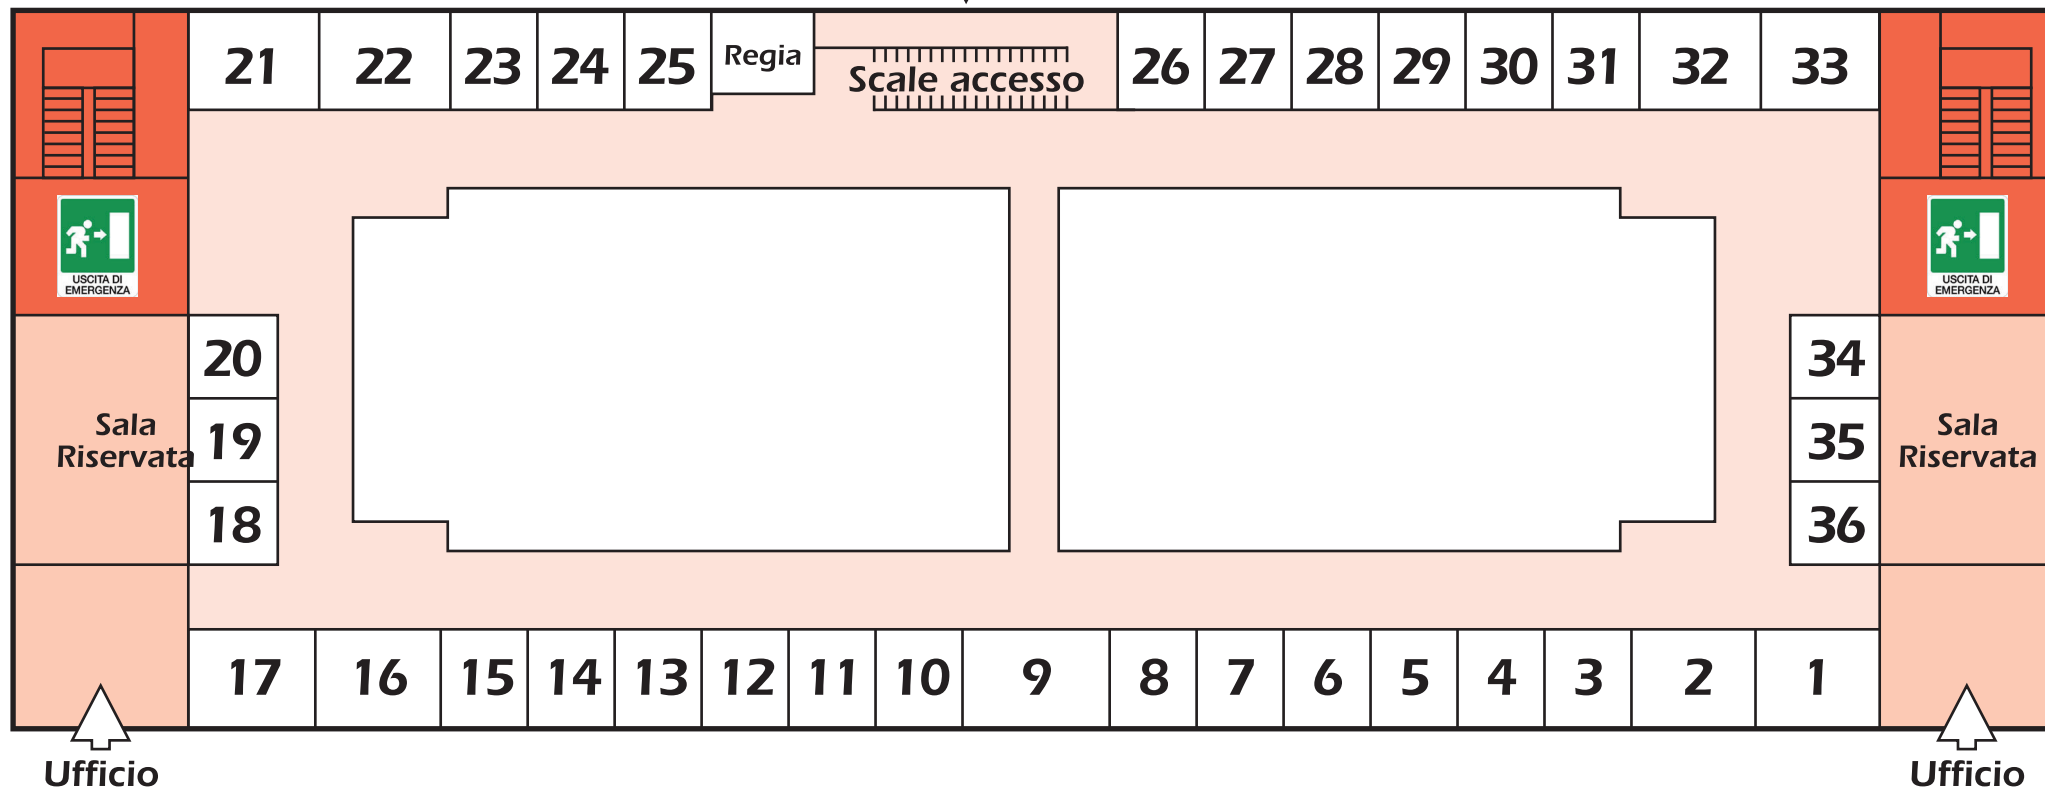 21 22 23 24 25 Regia Scale accesso 26 27 28 29 30 31 32 33
USCITA DI
EMERGENZA
USCITA DI
EMERGENZA
20
34
Sala
Riservata
19
35
Sala
Riservata
18
36
17 16 15 14 13 12 11 10 9 8 7 6 5 4 3 2 1
Ufficio
Ufficio